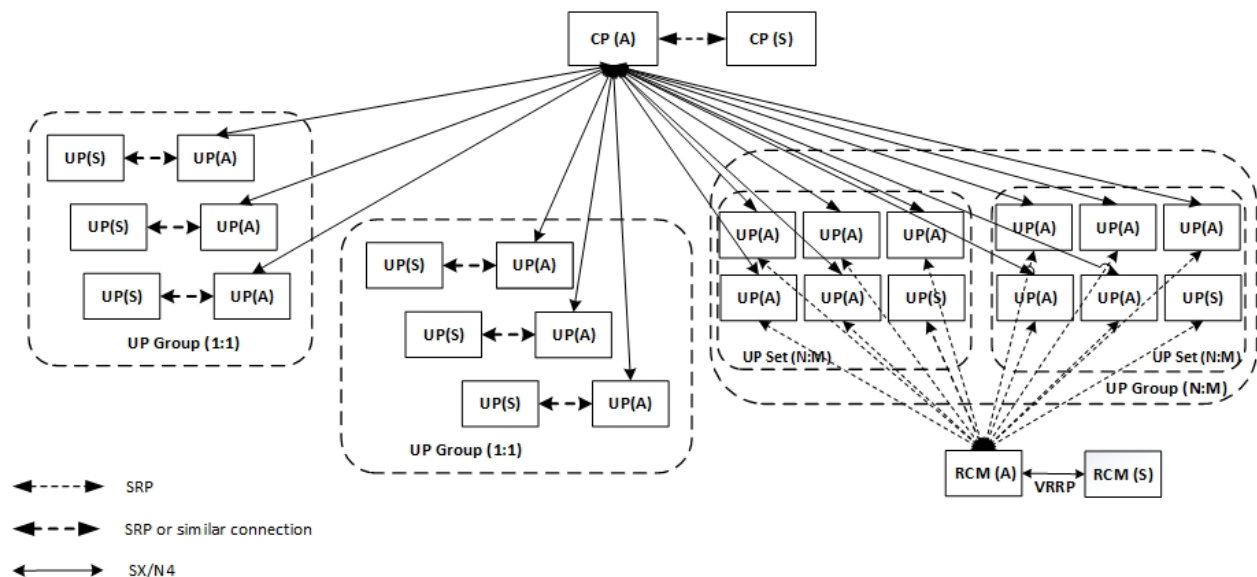 CP (A)
CP (S)
UP(S)
UP(A)
UP(S)
UP(A)
UP(S)
UP(A)
UP Group (1:1)
UP(S)
UP(A)
UP(S)
UP(A)
UP(S)
UP(A)
UP Group (1:1)
UP(A)
UP(A)
UP(A)
UP(A)
UP(A)
UP(S)
UP Set (N:M)
UP(A)
UP(A)
UP(A)
UP(A)
UP(A)
UP(S)
UP Set (N:M)
UP Group (N:M)
RCM (A)
VRRP
RCM (S)
SRP
SRP or similar connection
SX/N4